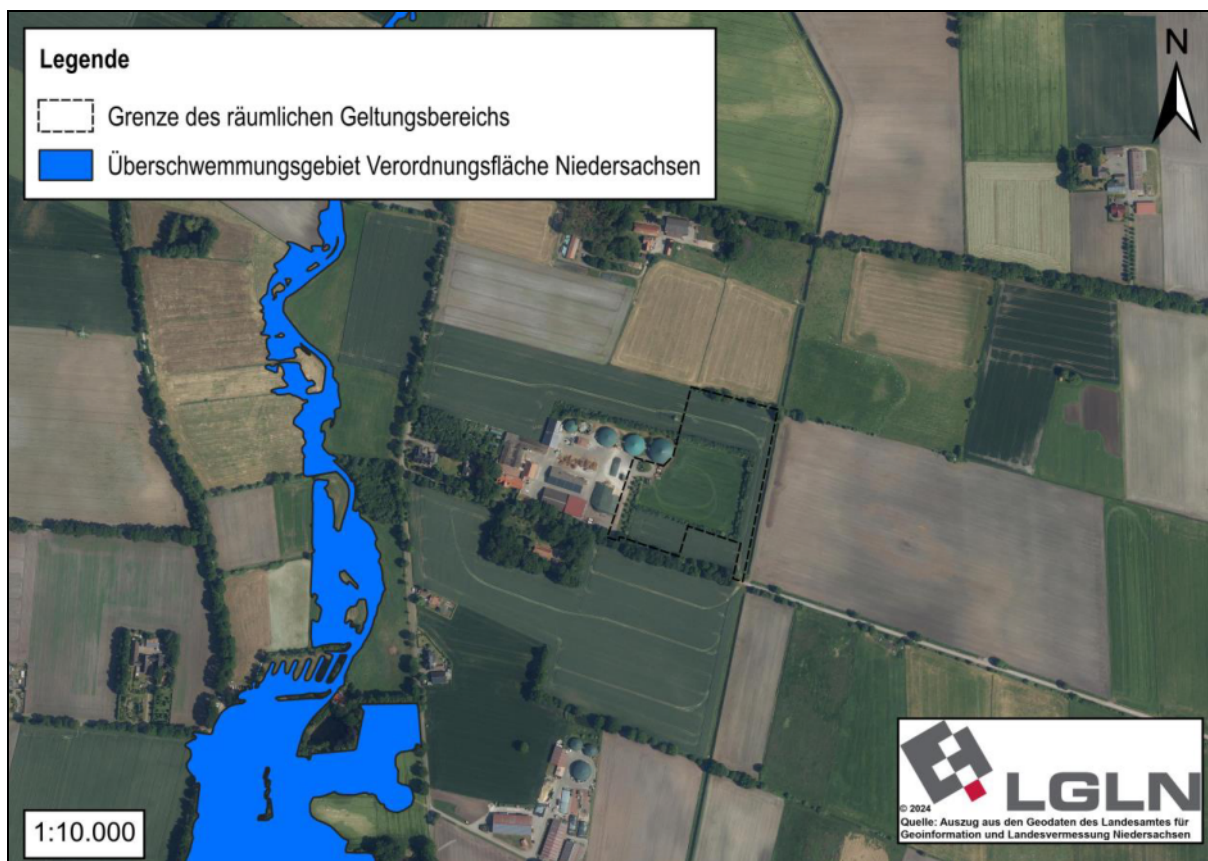 Legende
Grenze des räumlichen Geltungsbereichs
Überschwemmungsgebiet Verordnungsfläche Niedersachsen
N
LGLN
© 2024
Quelle: Auszug aus den Geodaten des Landesamtes für
Geoinformation und Landesvermessung Niedersachsen
1:10.000